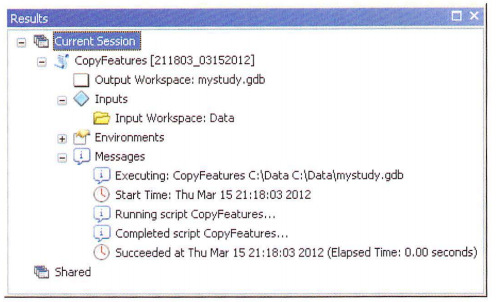 Results
Current Session
CopyFeatures [211803_03152012]
Output Workspace: mystudy.gdb
Inputs
Input Workspace: Data
Environments
Messages
Executing: CopyFeatures C:\Data C:\Data\mystudy.gdb
Start Time: Thu Mar 15 21:18:03 2012
Running script CopyFeatures...
Completed script CopyFeatures...
Succeeded at Thu Mar 15 21:18:03 2012 (Elapsed Time: 0.00 seconds)
Shared